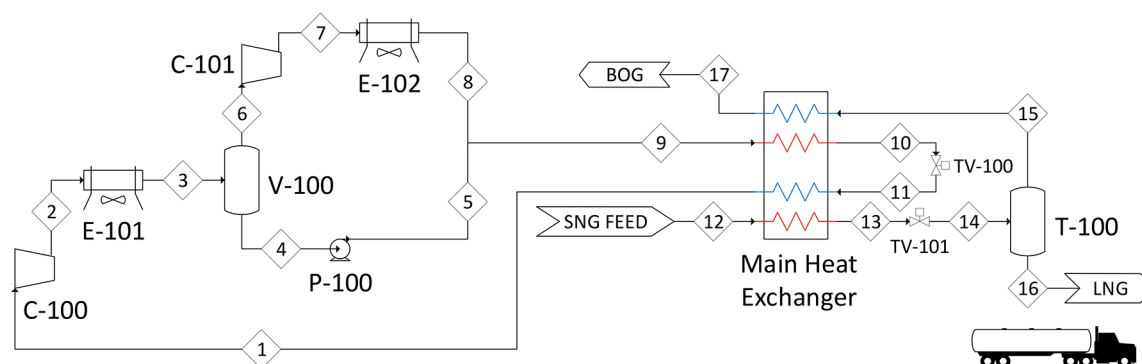 7
C-101
E-102
8
6
2
E-101
3
V-100
5
4
P-100
C-100
1
BOG
17
15
9
10
TV-100
11
SNG FEED
12
13
14
TV-101
T-100
Main Heat
Exchanger
16
LNG